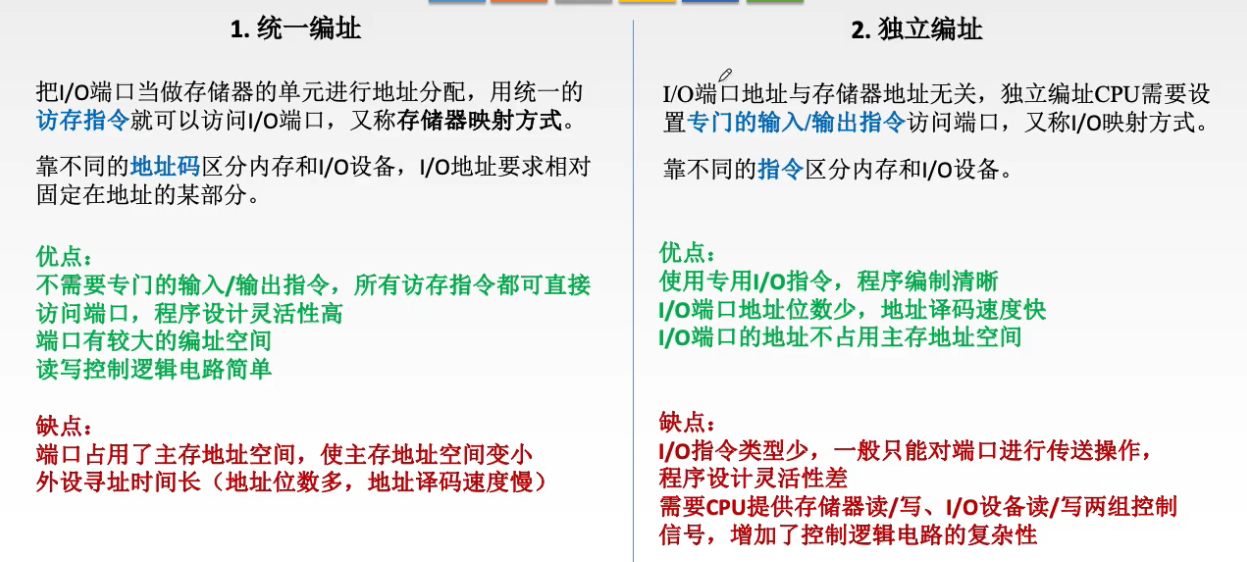 1. 统一编址
把I/O端口当做存储器的单元进行地址分配，用统一的
访存指令就可以访问I/O端口，又称存储器映射方式。
靠不同的地址码区分内存和I/O设备，I/O地址要求相对
固定在地址的某部分。
优点：
不需要专门的输入/输出指令，所有访存指令都可直接
访问端口，程序设计灵活性高
端口有较大的编址空间
读写控制逻辑电路简单
缺点：
端口占用了主存地址空间，使主存地址空间变小
外设寻址时间长（地址位数多，地址译码速度慢）
2. 独立编址
I/O端口地址与存储器地址无关，独立编址CPU需要设
置专门的输入/输出指令访问端口，又称I/O映射方式。
靠不同的指令区分内存和I/O设备。
优点：
使用专用I/O指令，程序编制清晰
I/O端口地址位数少，地址译码速度快
I/O端口的地址不占用主存地址空间
缺点：
I/O指令类型少，一般只能对端口进行传送操作，
程序设计灵活性差
需要CPU提供存储器读/写、I/O设备读/写两组控制
信号，增加了控制逻辑电路的复杂性